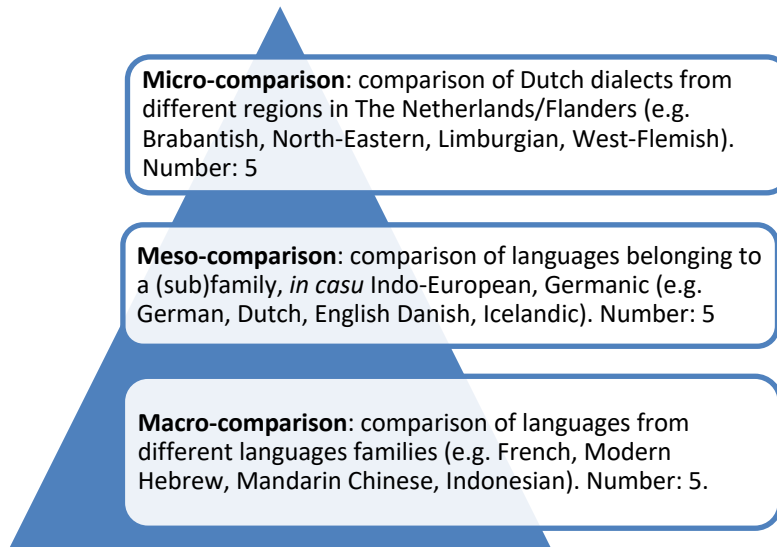 Micro-comparison: comparison of Dutch dialects from
different regions in The Netherlands/Flanders (e.g.
Brabantish, North-Eastern, Limburgian, West-Flemish).
Number: 5
Meso-comparison: comparison of languages belonging to
a (sub)family, in casu Indo-European, Germanic (e.g.
German, Dutch, English Danish, Icelandic). Number: 5
Macro-comparison: comparison of languages from
different languages families (e.g. French, Modern
Hebrew, Mandarin Chinese, Indonesian). Number: 5.